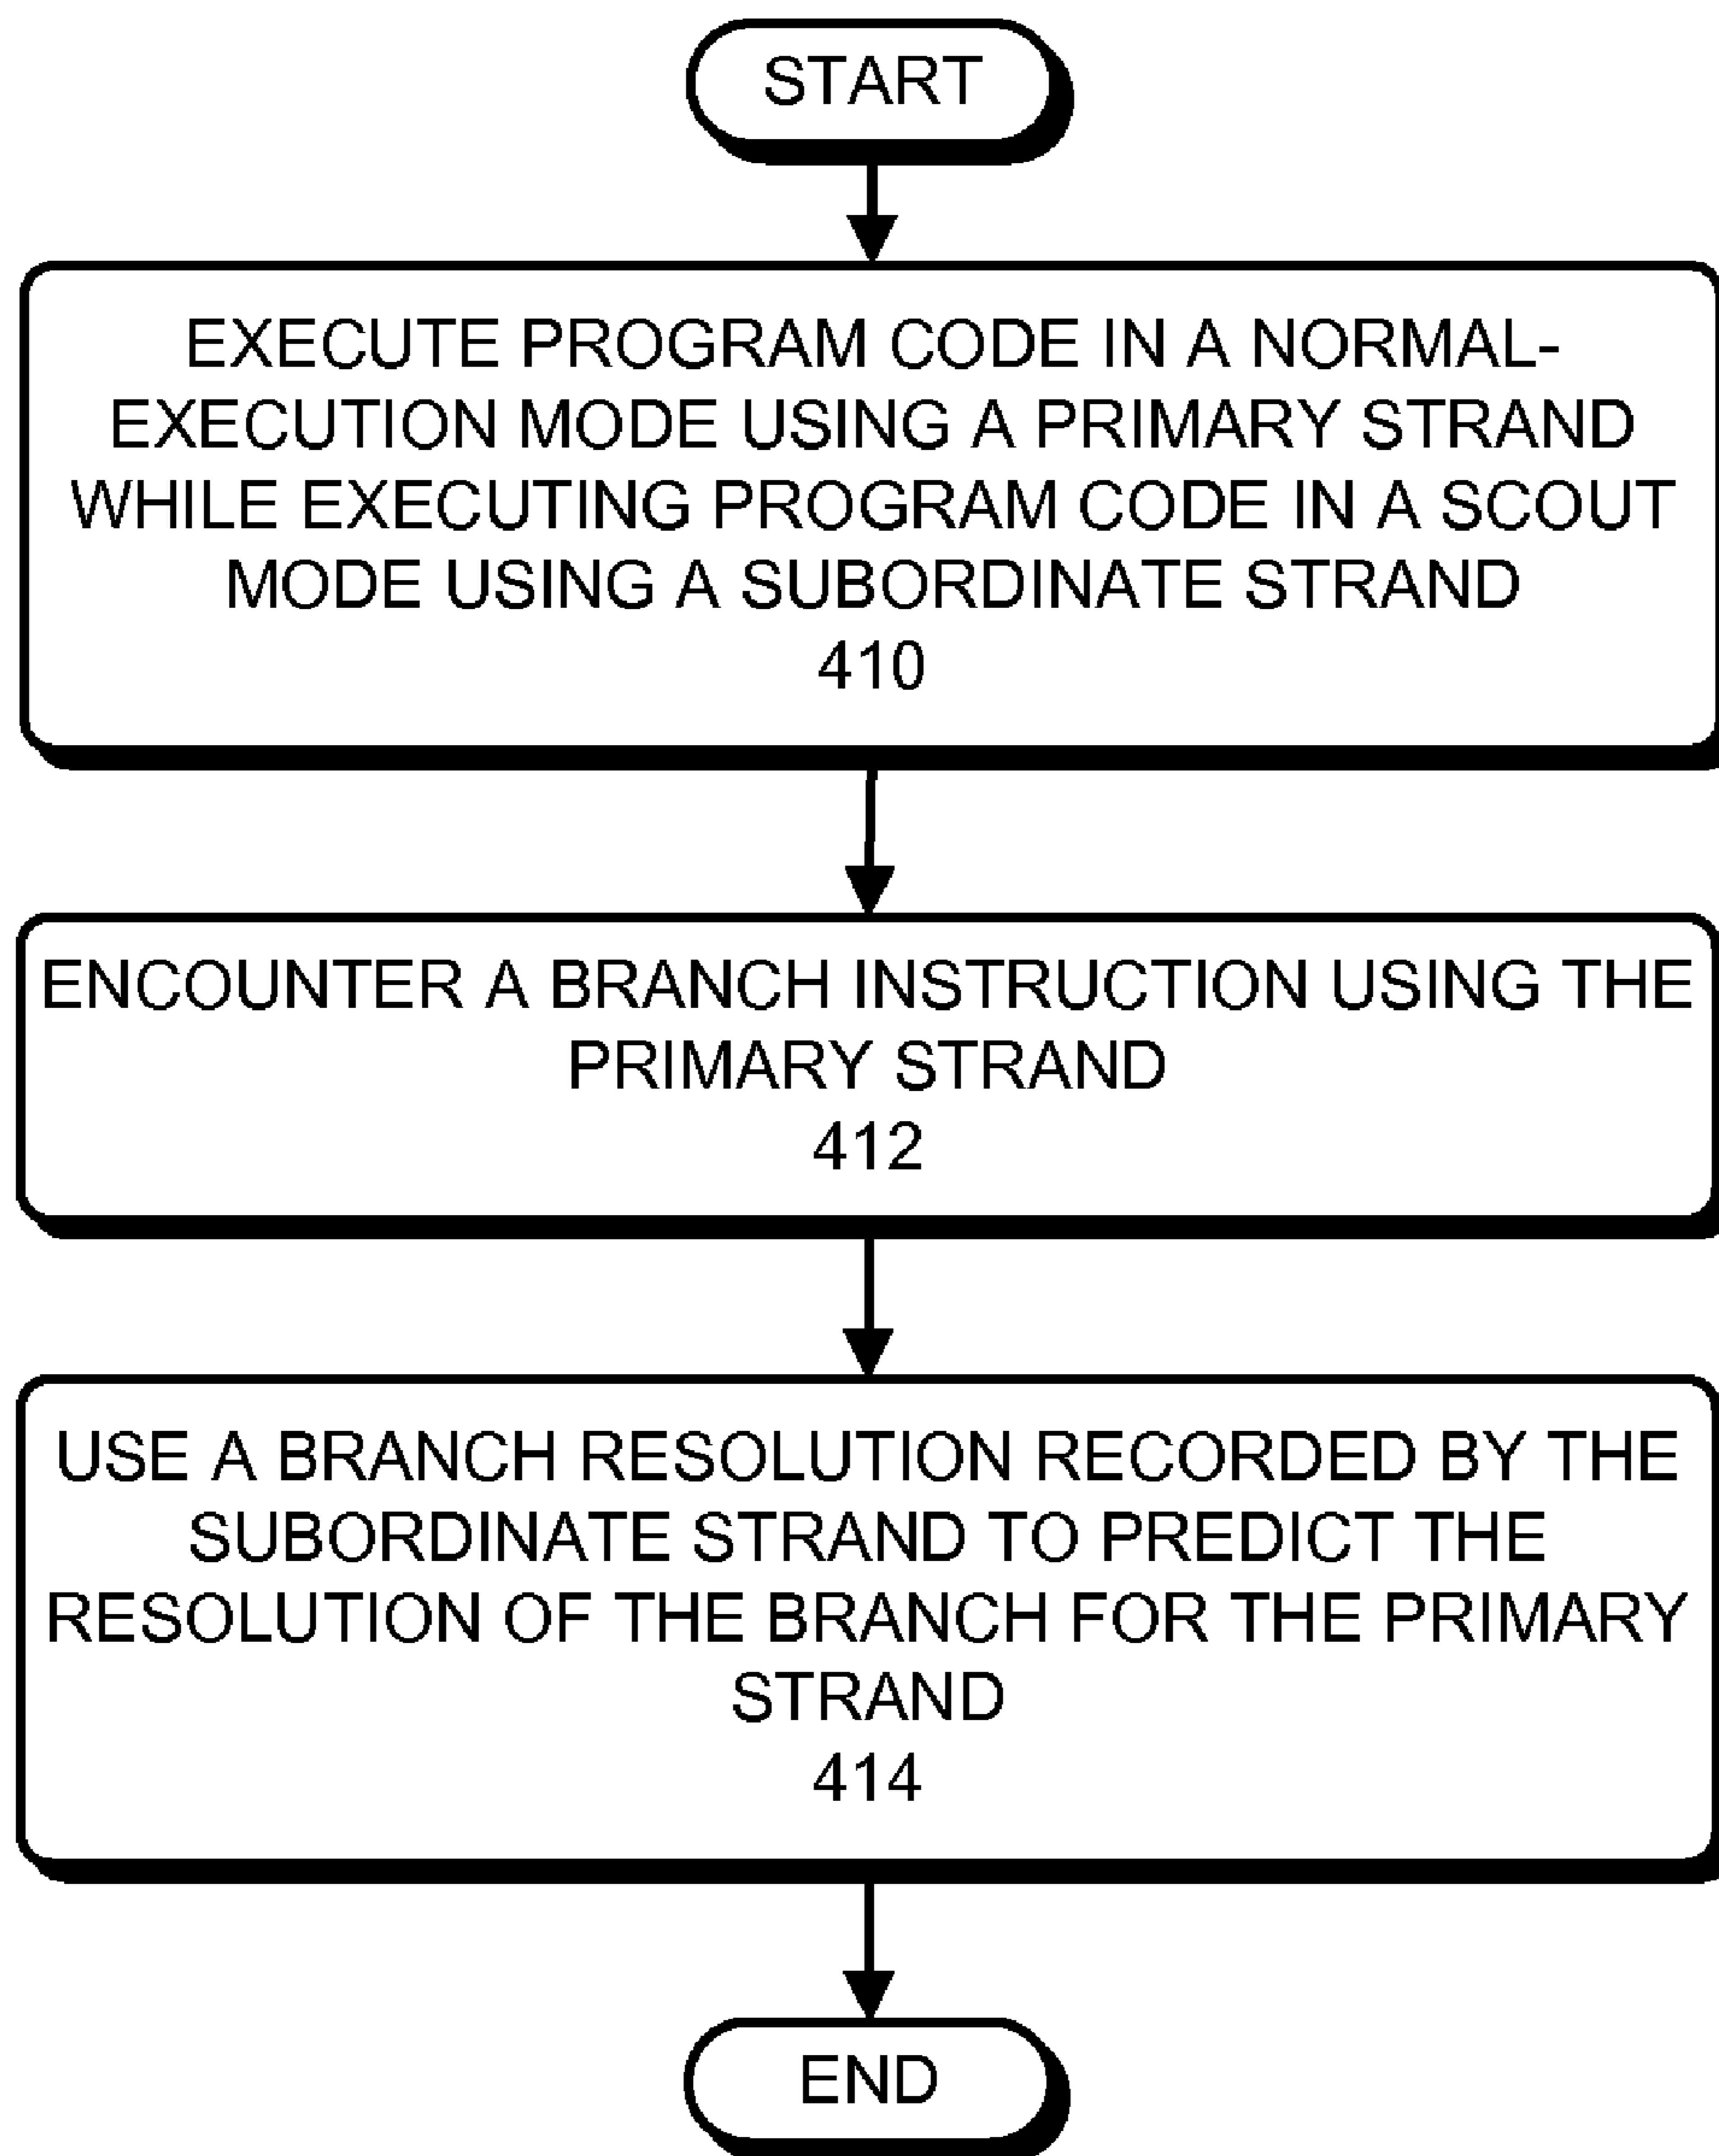 START
EXECUTE PROGRAM CODE IN A NORMAL-
EXECUTION MODE USING A PRIMARY STRAND
WHILE EXECUTING PROGRAM CODE IN A SCOUT
MODE USING A SUBORDINATE STRAND
410
ENCOUNTER A BRANCH INSTRUCTION USING THE
PRIMARY STRAND
412
USE A BRANCH RESOLUTION RECORDED BY THE
SUBORDINATE STRAND TO PREDICT THE
RESOLUTION OF THE BRANCH FOR THE PRIMARY
STRAND
414
END